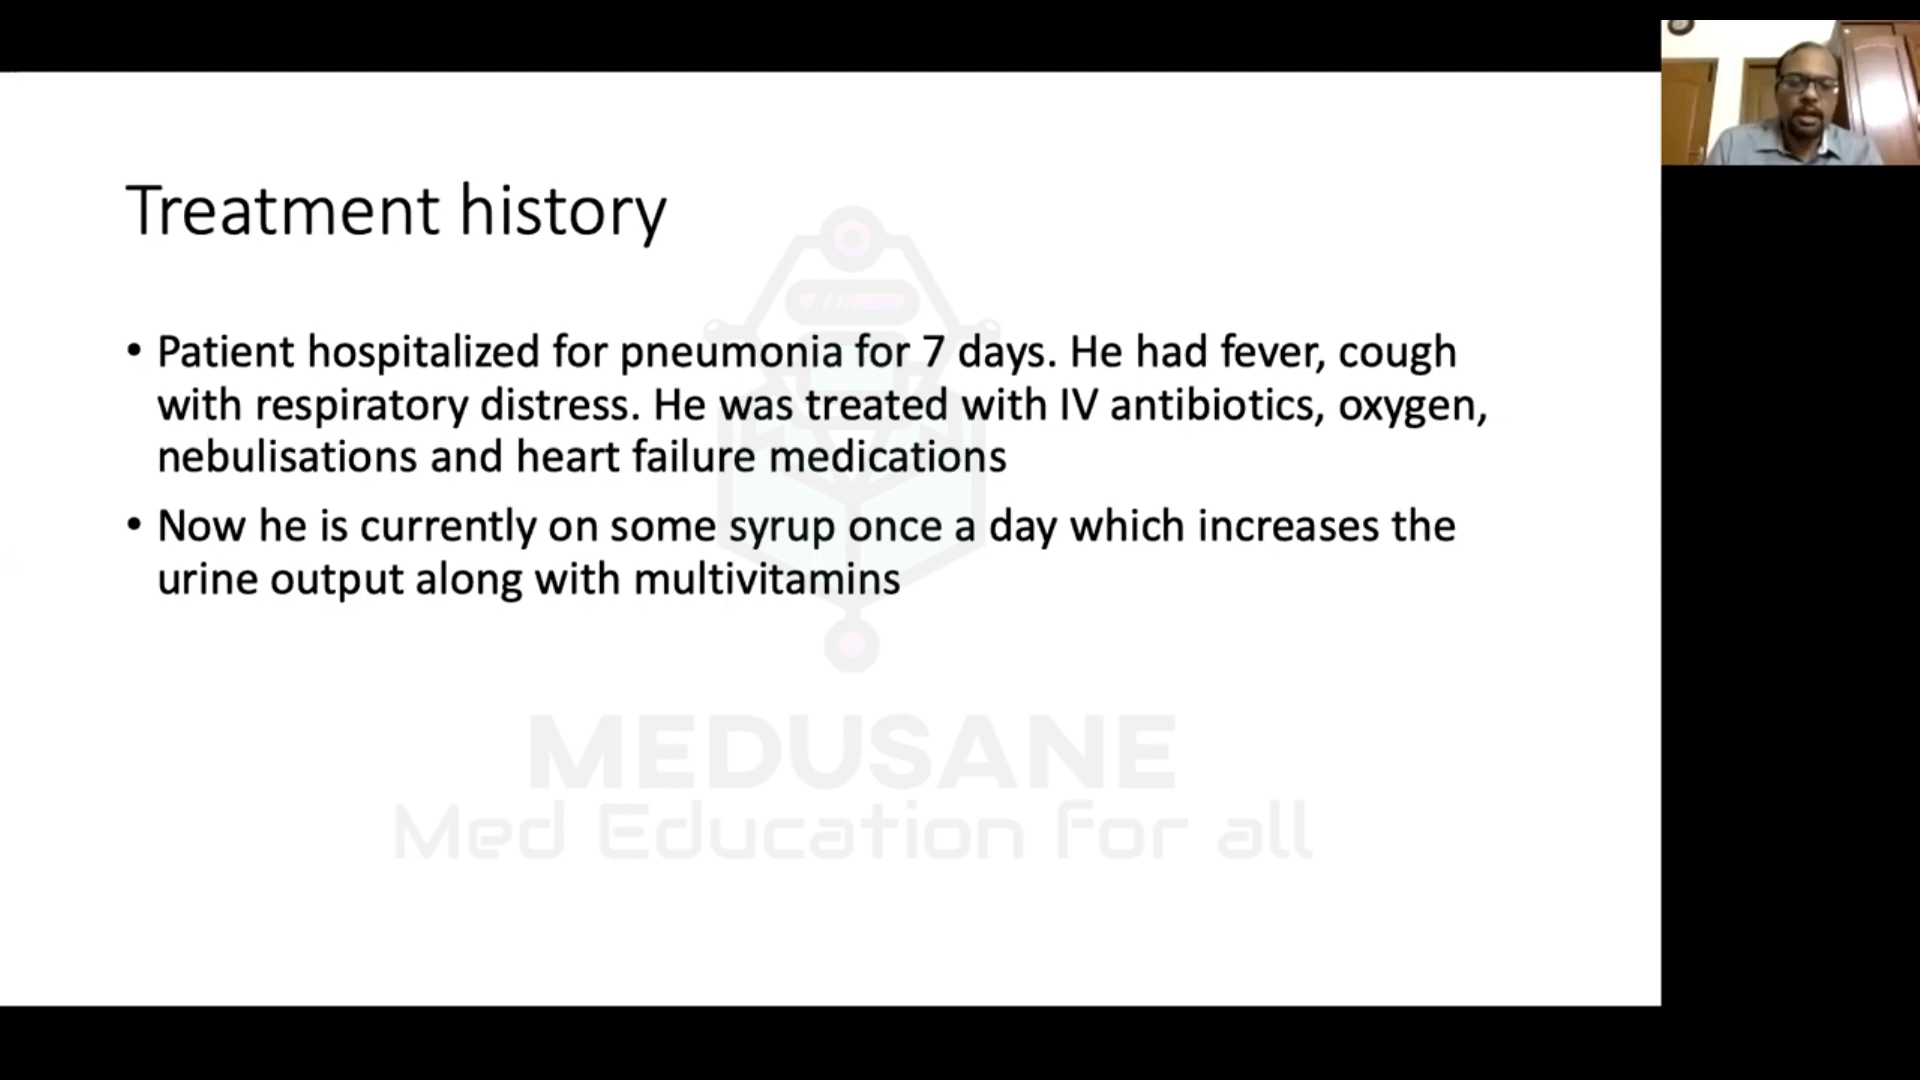 Treatment history
• Patient hospitalized for pneumonia for 7 days. He had fever, cough
with respiratory distress. He was treated with IV antibiotics, oxygen,
nebulisations and heart failure medications
• Now he is currently on some syrup once a day which increases the
urine output along with multivitamins
MEDUSANE
Med Education for all